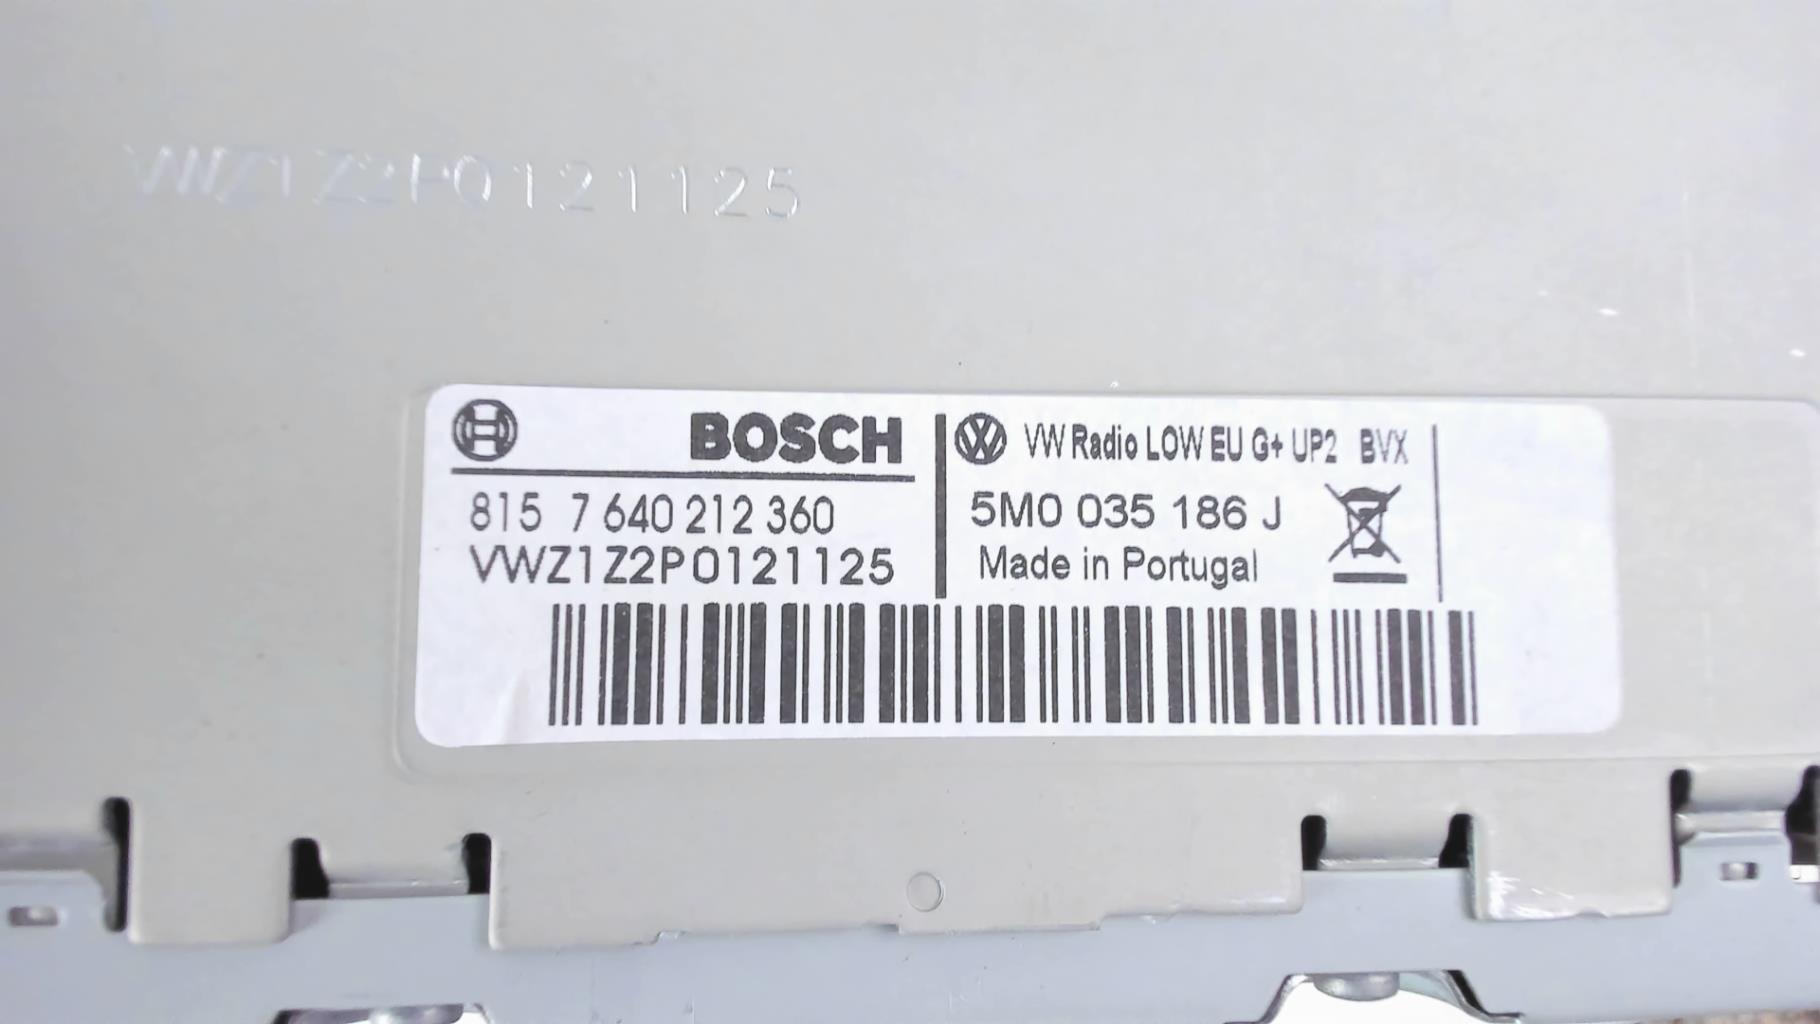 VWZ1Z2P0121125
BOSCH
815 7 640 212 360
VWZ1Z2P0121125
VW Radio LOW EU G+ UP2 BVX
5M0 035 186 J
Made in Portugal